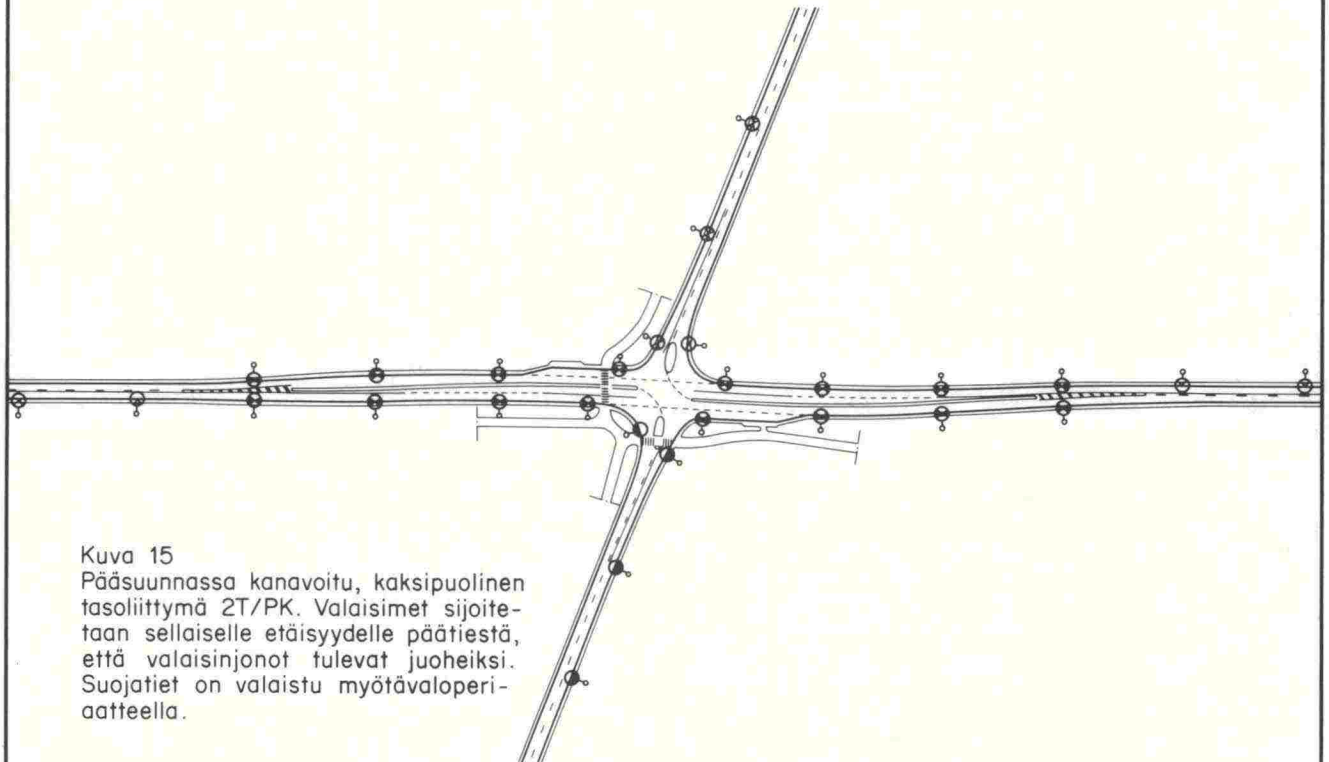 Kuva 15
Pääsuunnassa kanavoitu, kaksipuolinen
tasoliittymä 2T/PK. Valaisimet sijoite-
taan sellaiselle etäisyydelle päätiestä,
että valaisinjonot tulevat juoheiksi.
Suojatiet on valaistu myötävaloperi-
aatteella.